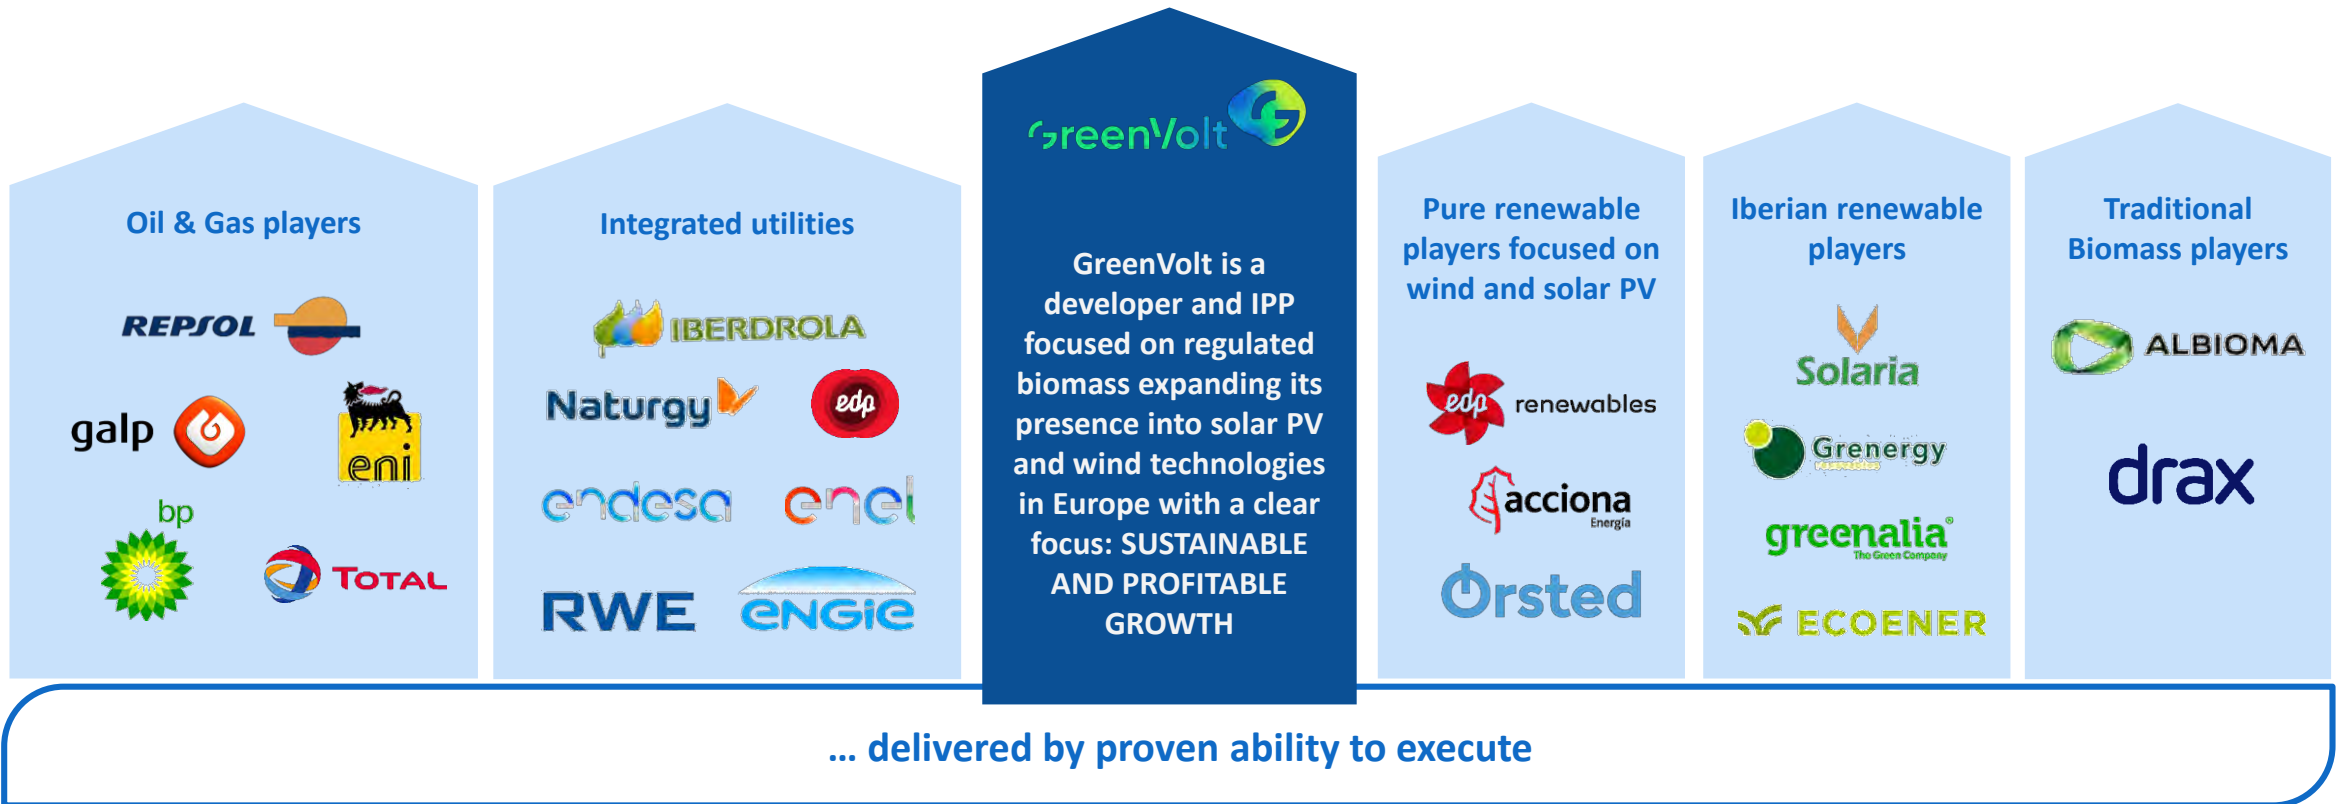 Oil & Gas players
REPSOL
galp
eni
bp
TOTAL
Integrated utilities
IBERDROLA
Naturgy
edp
endesa
enel
RWE
ENGIE
GreenVolt
GreenVolt is a
developer and IPP
focused on regulated
biomass expanding its
presence into solar PV
and wind technologies
in Europe with a clear
focus: SUSTAINABLE
AND PROFITABLE
GROWTH
Pure renewable
players focused on
wind and solar PV
edp renewables
acciona
Energía
Ørsted
Iberian renewable
players
Solaria
Grenergy
renovables
greenalia®
The Green Company
ECOENER
Traditional
Biomass players
ALBIOMA
drax
... delivered by proven ability to execute